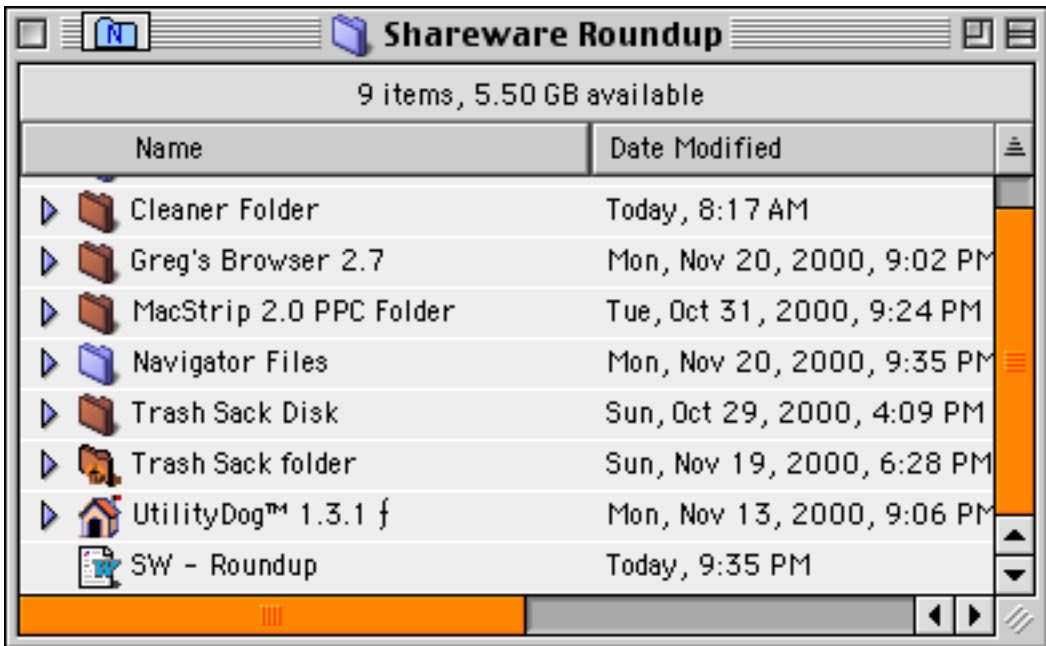 N
Shareware Roundup
9 items, 5.50 GB available
Name Date Modified
Cleaner Folder Today, 8:17 AM
Greg's Browser 2.7 Mon, Nov 20, 2000, 9:02 PM
MacStrip 2.0 PPC Folder Tue, Oct 31, 2000, 9:24 PM
Navigator Files Mon, Nov 20, 2000, 9:35 PM
Trash Sack Disk Sun, Oct 29, 2000, 4:09 PM
Trash Sack folder Sun, Nov 19, 2000, 6:28 PM
UtilityDog™ 1.3.1 ƒ Mon, Nov 13, 2000, 9:06 PM
W
SW - Roundup Today, 9:35 PM